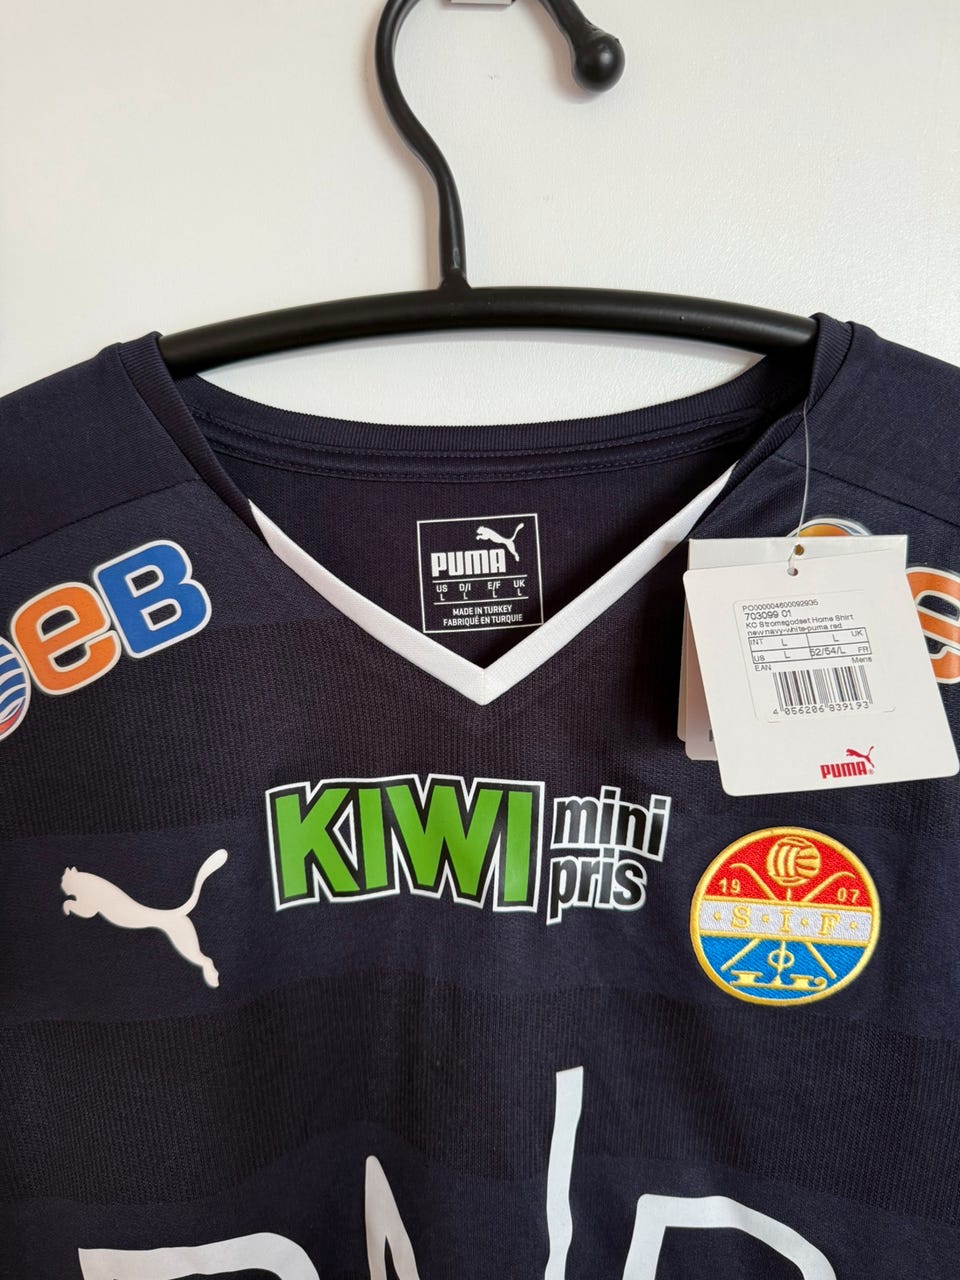 PUMA
US D/I E/F UK
L L L L
MADE IN TURKEY
FABRIQUÉ EN TURQUIE
eB
PO0000004600092935
703099 01
KC Stromsgodset Home Shirt
new navy-white-puma red
INT L L UK
US L 52/54/L FR
EAN Mens
4 056206 839193
PUMA
KIWI mini
pris
19 07
S.I.F